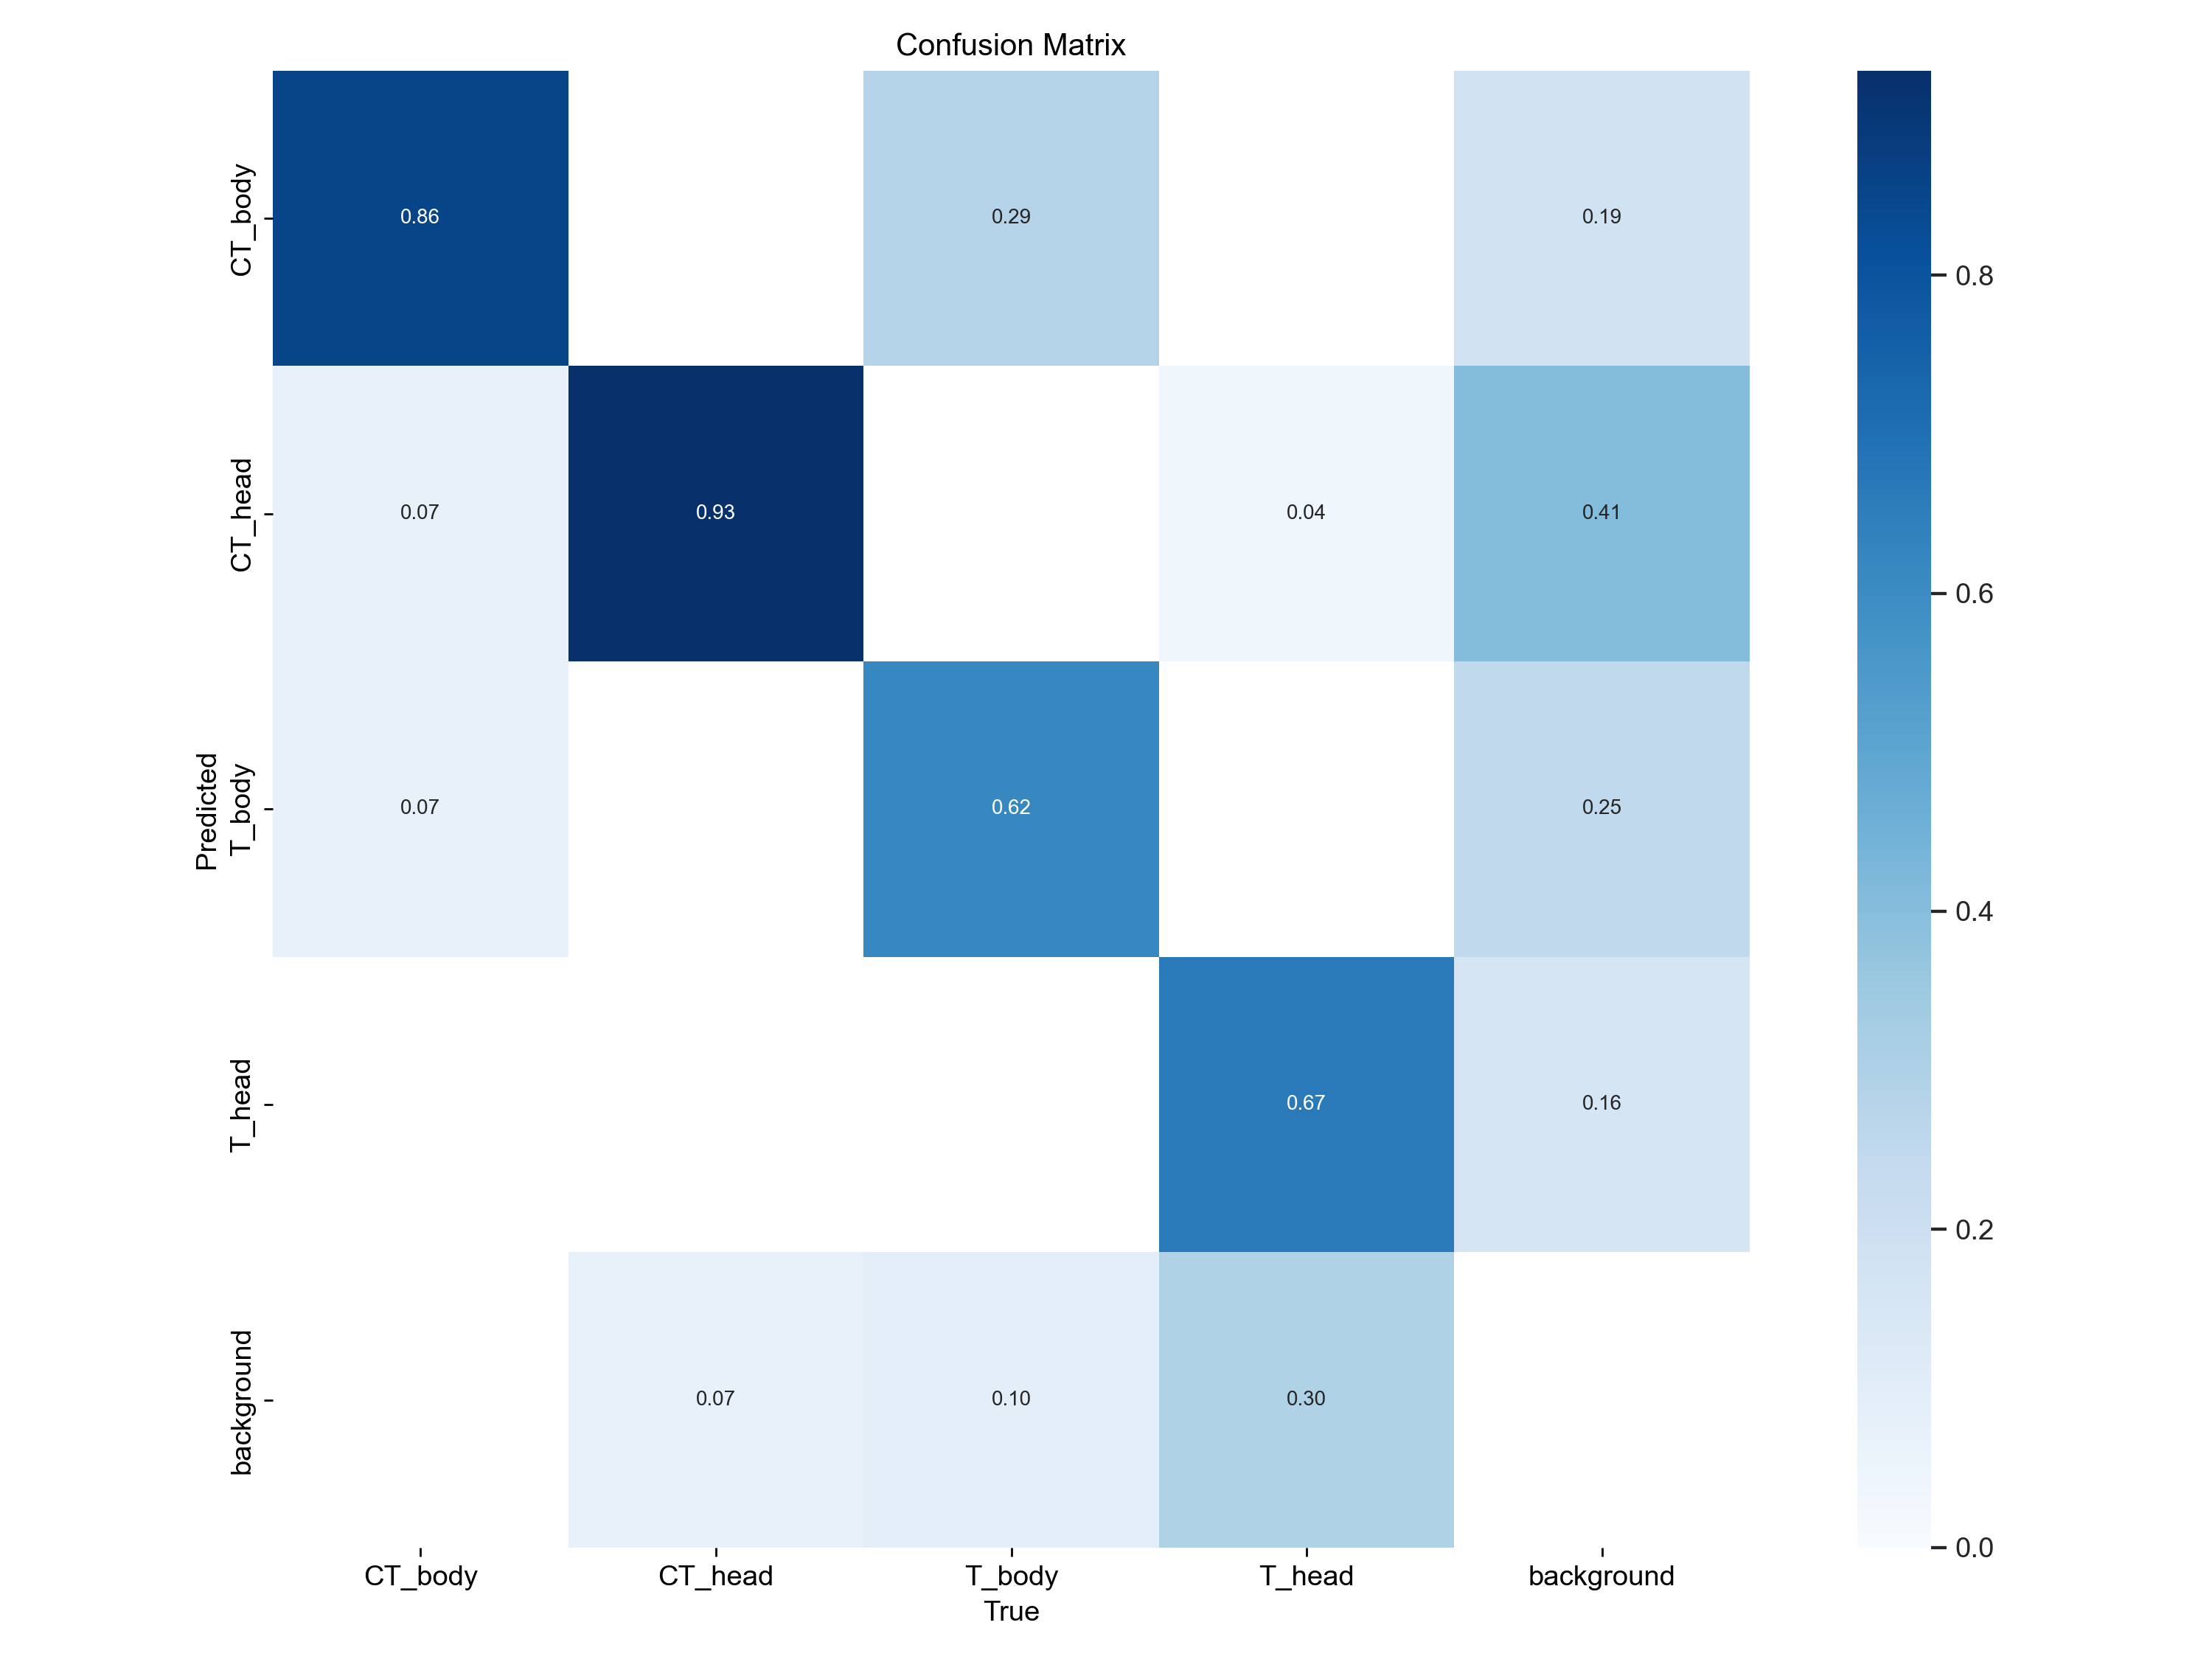 Confusion Matrix
CT_body
0.86
0.29
0.19
0.8
CT_head
0.07
0.93
0.04
0.41
0.6
Predicted
T_body
0.07
0.62
0.25
0.4
T_head
0.67
0.16
0.2
background
0.07
0.10
0.30
0.0
CT_body
CT_head
T_body
T_head
background
True